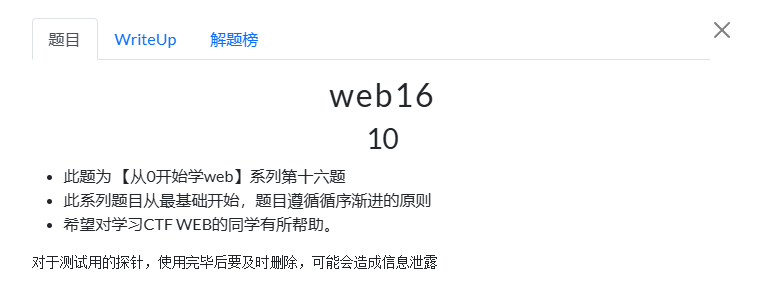 题目 WriteUp 解题榜
web16
10
此题为 【从0开始学web】系列第十六题
此系列题目从最基础开始，题目遵循循序渐进的原则
希望对学习CTF WEB的同学有所帮助。
对于测试用的探针，使用完毕后要及时删除，可能会造成信息泄露